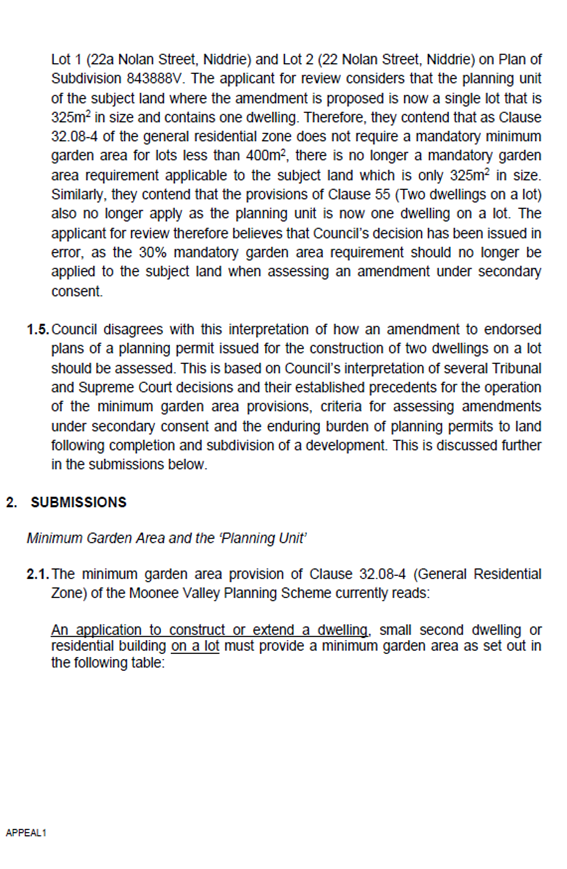 Lot 1 (22a Nolan Street, Niddrie) and Lot 2 (22 Nolan Street, Niddrie) on Plan of
Subdivision 843888V. The applicant for review considers that the planning unit
of the subject land where the amendment is proposed is now a single lot that is
325m² in size and contains one dwelling. Therefore, they contend that as Clause
32.08-4 of the general residential zone does not require a mandatory minimum
garden area for lots less than 400m², there is no longer a mandatory garden
area requirement applicable to the subject land which is only 325m² in size.
Similarly, they contend that the provisions of Clause 55 (Two dwellings on a lot)
also no longer apply as the planning unit is now one dwelling on a lot. The
applicant for review therefore believes that Council's decision has been issued in
error, as the 30% mandatory garden area requirement should no longer be
applied to the subject land when assessing an amendment under secondary
consent.
1.5. Council disagrees with this interpretation of how an amendment to endorsed
plans of a planning permit issued for the construction of two dwellings on a lot
should be assessed. This is based on Council's interpretation of several Tribunal
and Supreme Court decisions and their established precedents for the operation
of the minimum garden area provisions, criteria for assessing amendments
under secondary consent and the enduring burden of planning permits to land
following completion and subdivision of a development. This is discussed further
in the submissions below.
2. SUBMISSIONS
Minimum Garden Area and the 'Planning Unit'
2.1. The minimum garden area provision of Clause 32.08-4 (General Residential
Zone) of the Moonee Valley Planning Scheme currently reads:
An application to construct or extend a dwelling, small second dwelling or
residential building on a lot must provide a minimum garden area as set out in
the following table:
APPEAL1